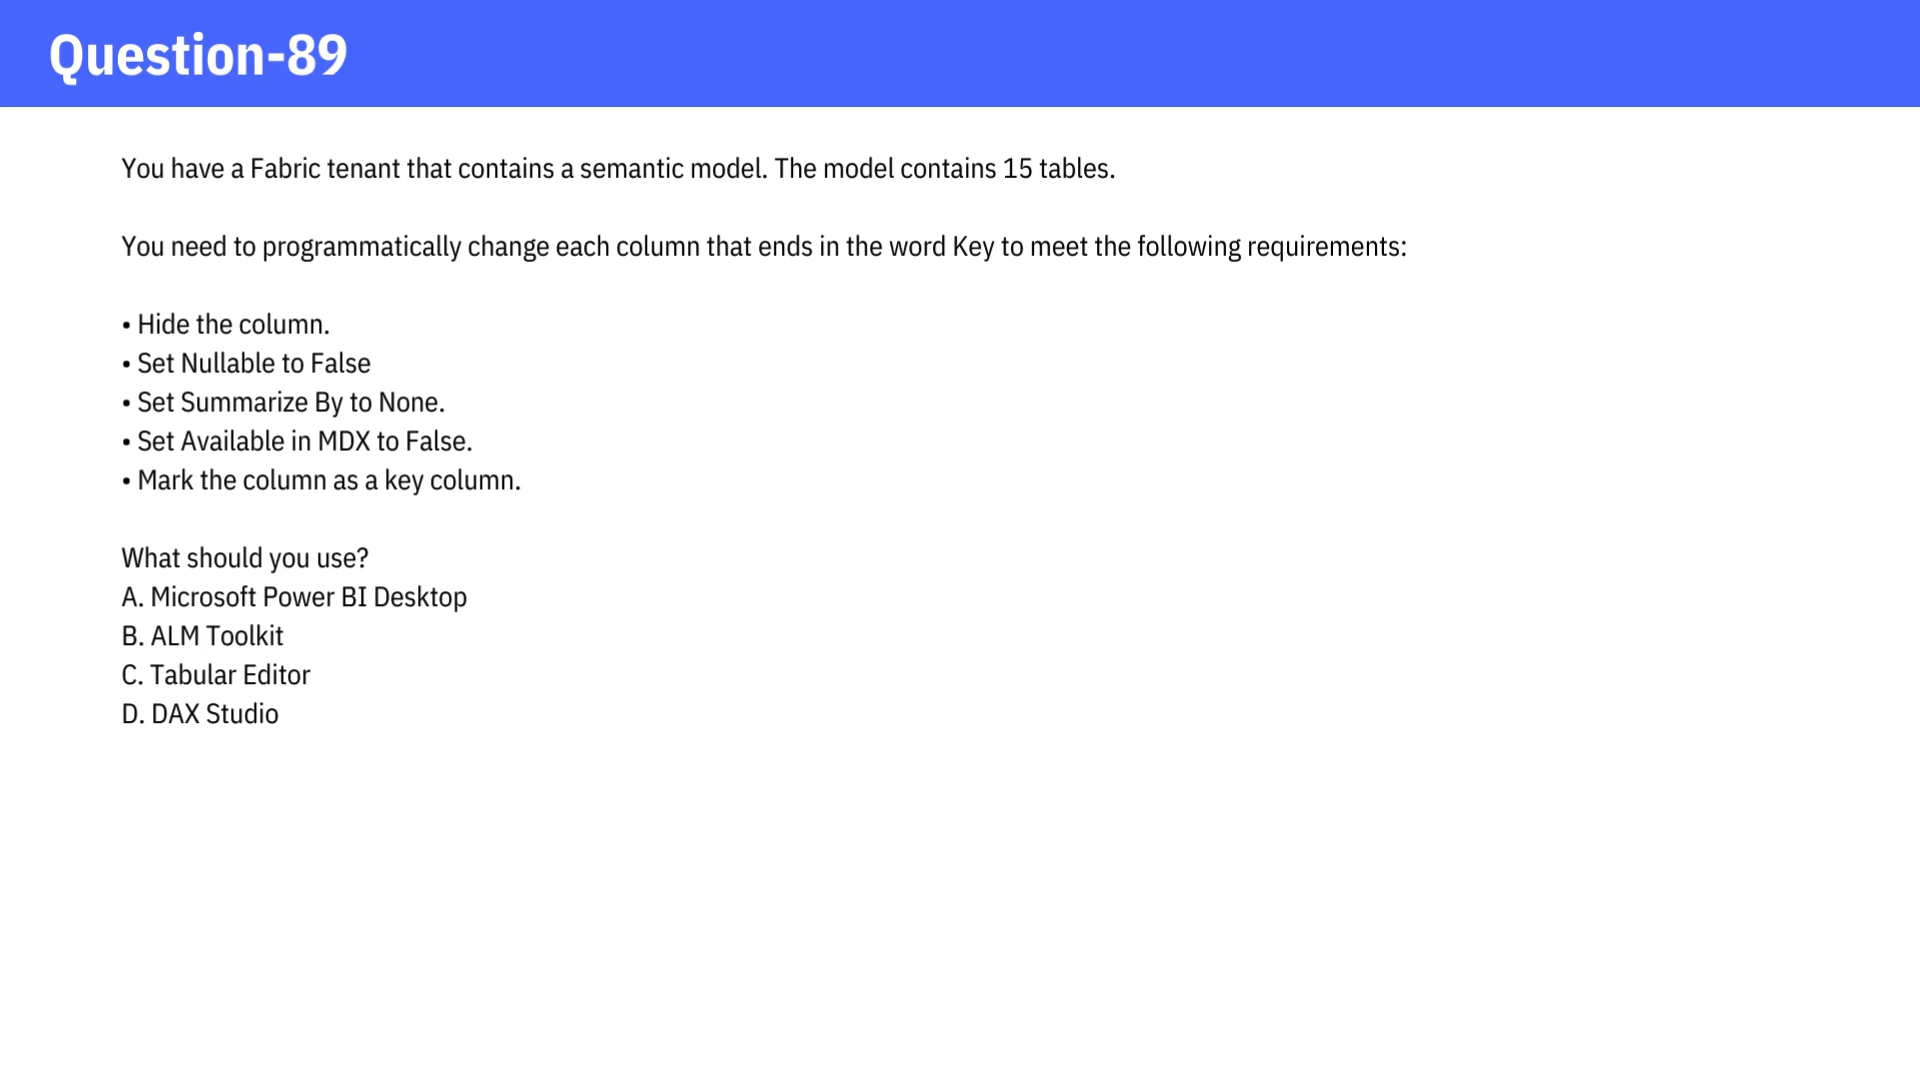 Question-89
You have a Fabric tenant that contains a semantic model. The model contains 15 tables.
You need to programmatically change each column that ends in the word Key to meet the following requirements:
• Hide the column.
• Set Nullable to False
• Set Summarize By to None.
• Set Available in MDX to False.
• Mark the column as a key column.
What should you use?
A. Microsoft Power BI Desktop
B. ALM Toolkit
C. Tabular Editor
D. DAX Studio